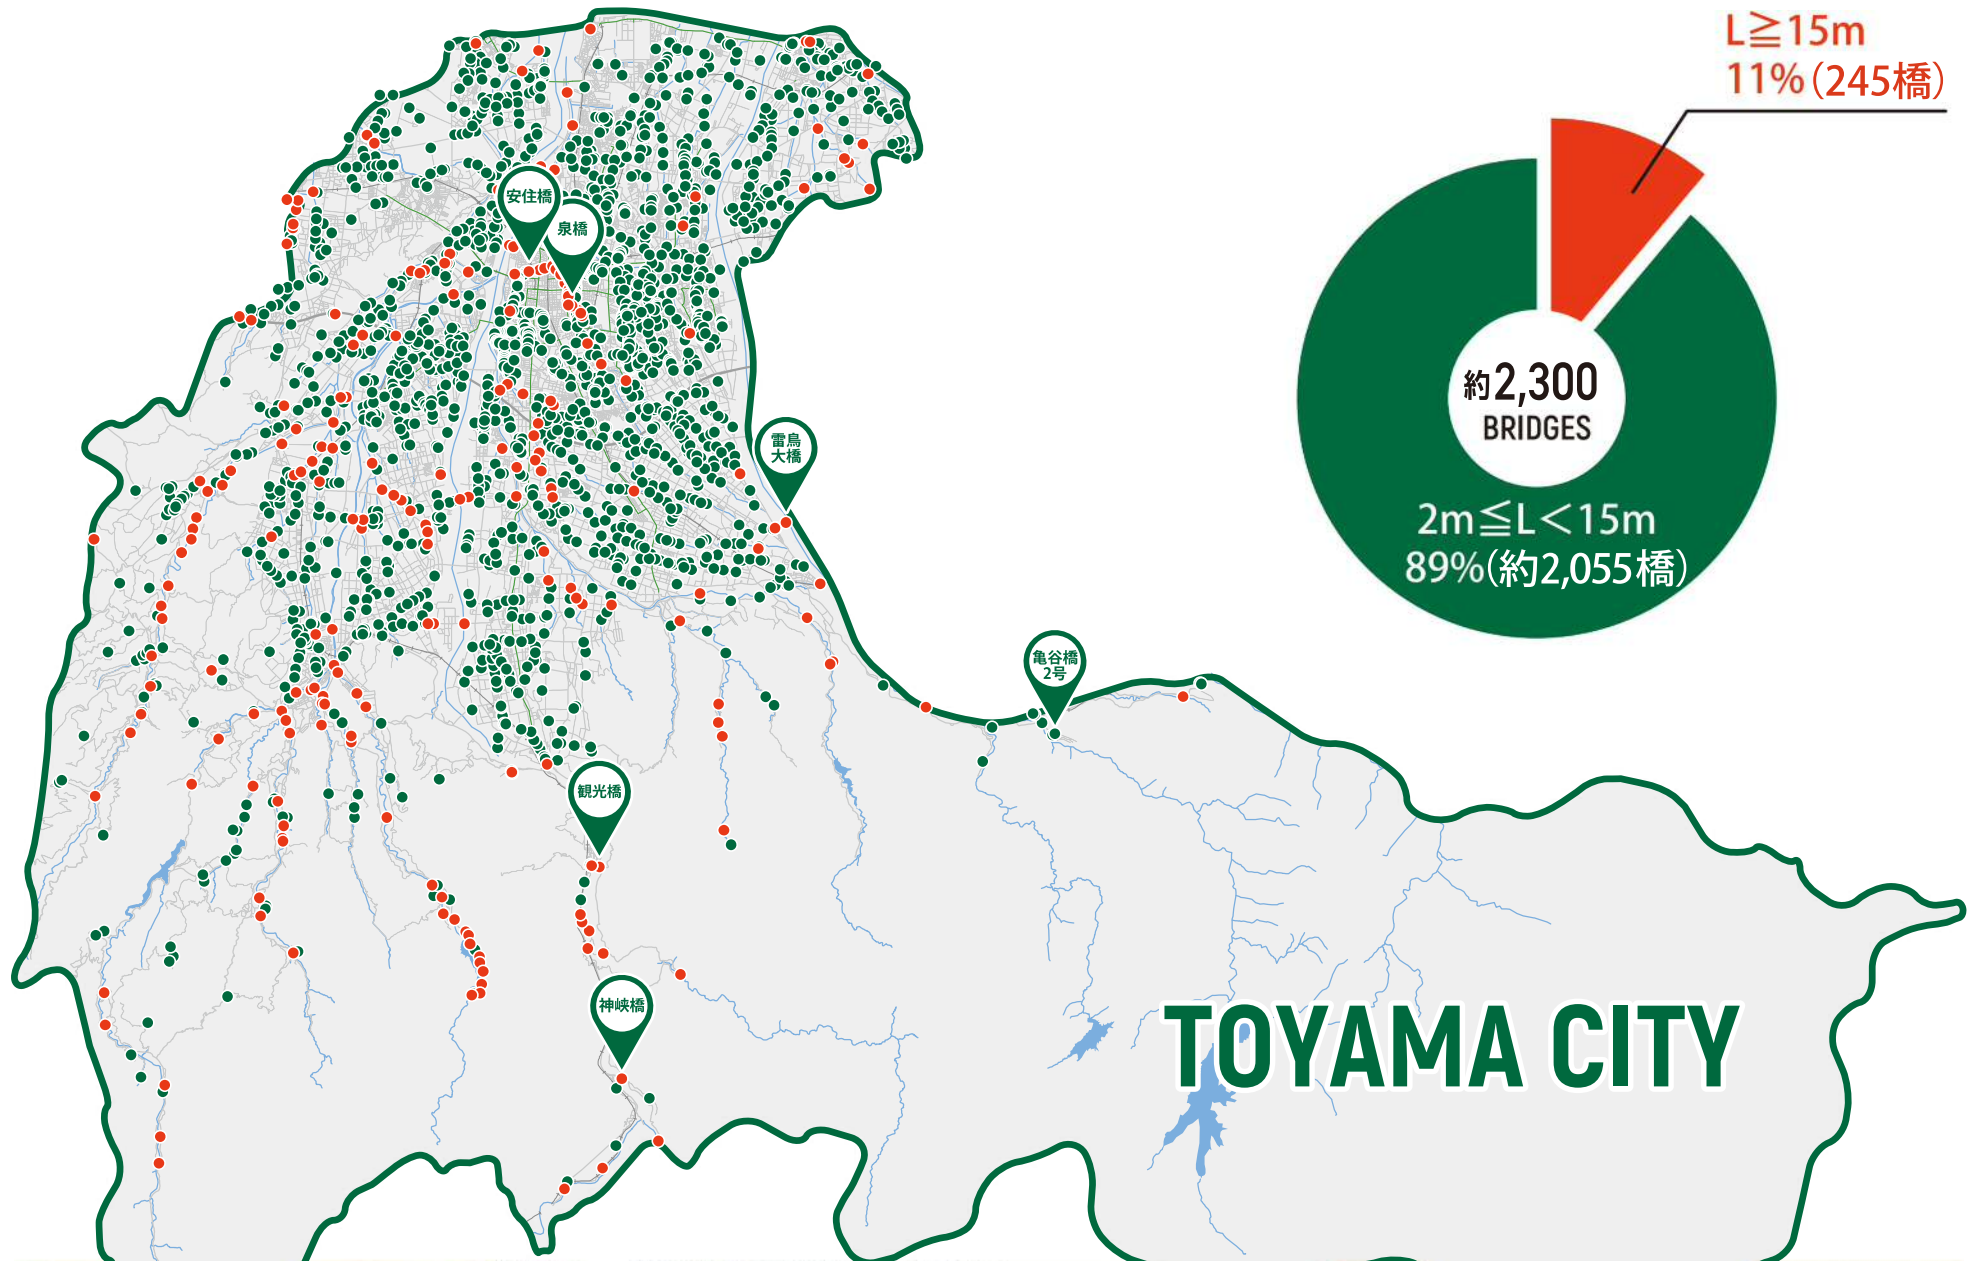 L≧15m
11%(245橋)
安住橋
泉橋
約2,300
BRIDGES
雷鳥
大橋
2m≦L<15m
89%(約2,055橋)
亀谷橋
2号
観光橋
神峡橋
TOYAMA CITY